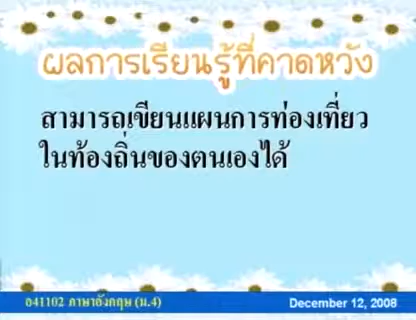 ผลการเรียนรู้ที่คาดหวัง
สามารถเขียนแผนการท่องเที่ยว
ในท้องถิ่นของตนเองได้
อ41102 ภาษาอังกฤษ (ม.4)
December 12, 2008